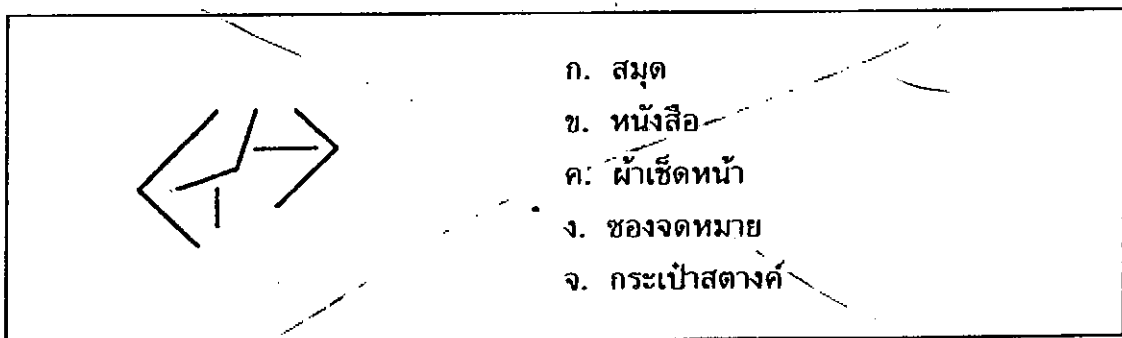 ก. สมุด
ข. หนังสือ
ค. ผ้าเช็ดหน้า
ง. ซองจดหมาย
จ. กระเป๋าสตางค์